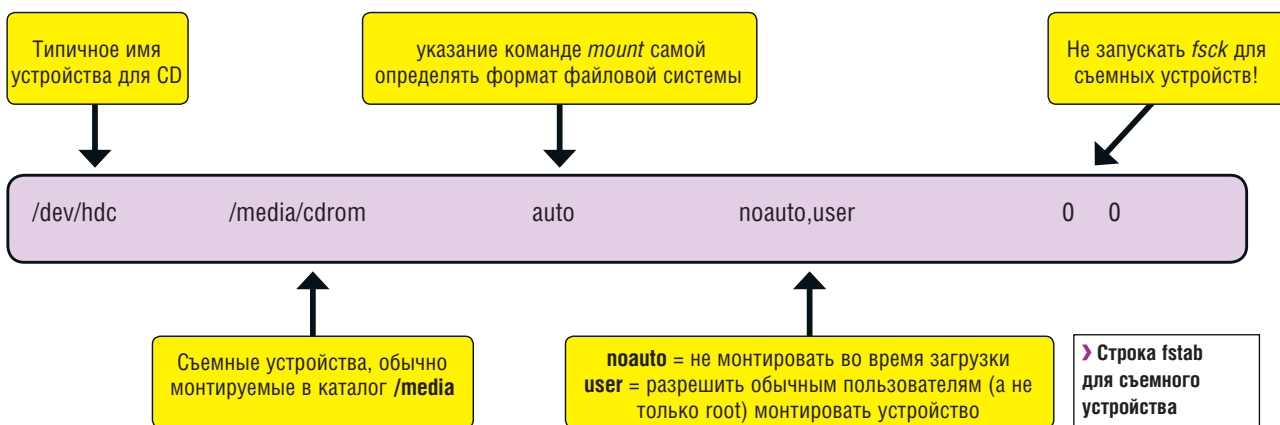 Типичное имя
устройства для CD
указание команде mount самой
определять формат файловой системы
Не запускать fsck для
съемных устройств!
/dev/hdc /media/cdrom auto noauto,user 0 0
Съемные устройства, обычно
монтируемые в каталог /media
noauto = не монтировать во время загрузки
user = разрешить обычным пользователям (а не
только root) монтировать устройство
❯ Строка fstab
для съемного
устройства